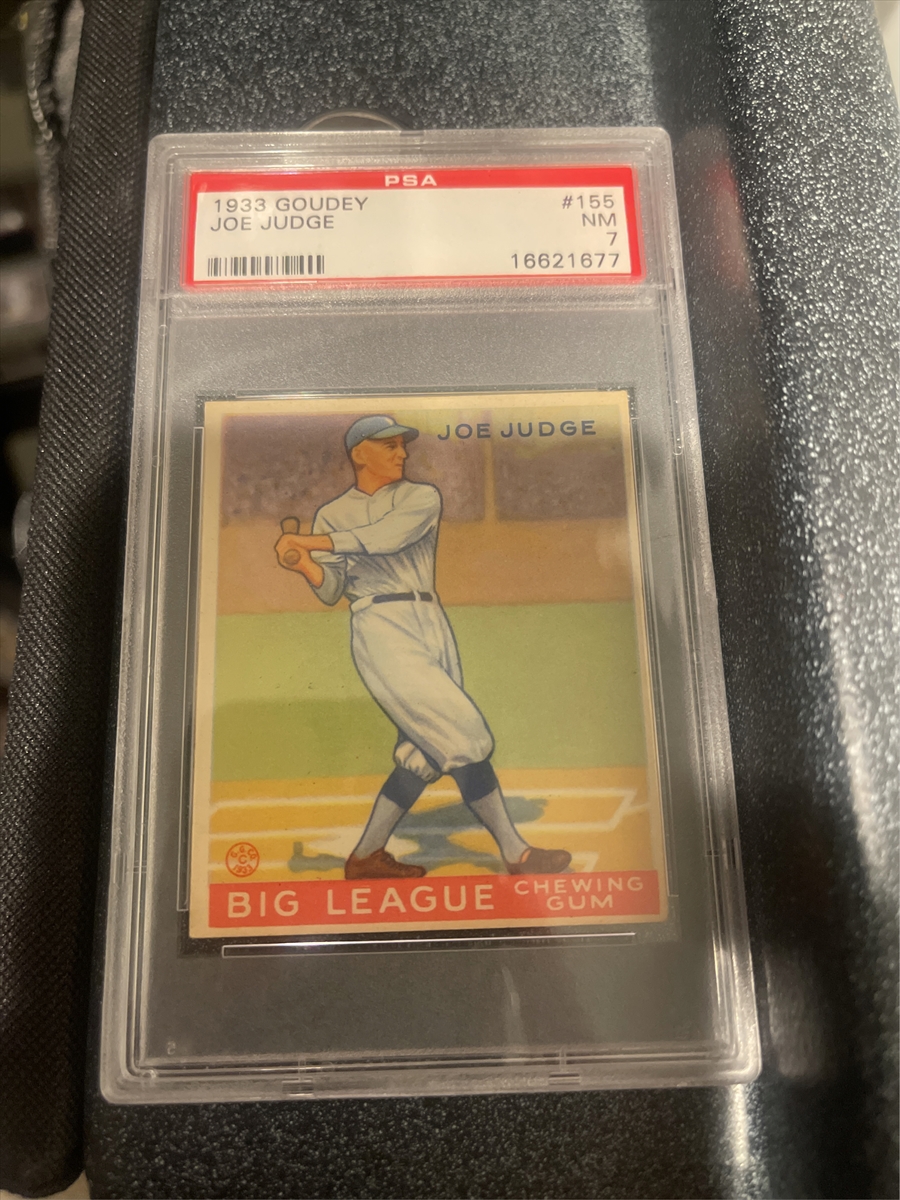 PSA
1933 GOUDEY #155
JOE JUDGE NM
7
16621677
JOE JUDGE
BIG LEAGUE CHEWING
GUM